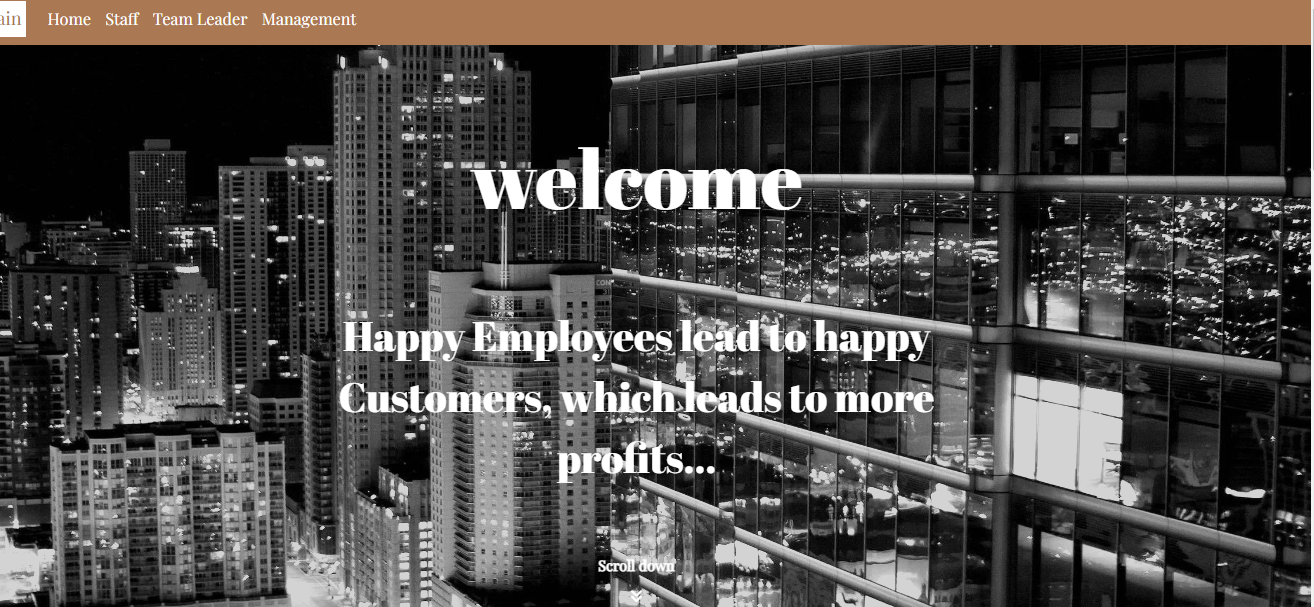 ain Home Staff Team Leader Management
welcome
Happy Employees lead to happy
Customers, which leads to more
profits...
Scroll down